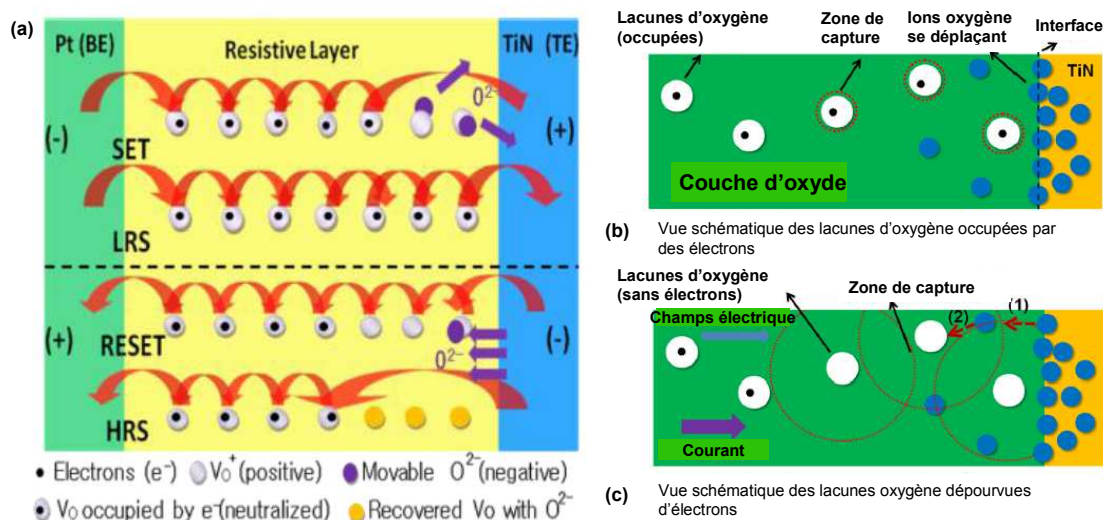 (a)
Pt (BE)
Resistive Layer
TiN (TE)
O²⁻
(-)
(+)
SET
LRS
(+)
RESET
O²⁻
(-)
HRS
• Electrons (e⁻) V₀⁺(positive) Movable O²⁻(negative)
V₀ occupied by e⁻(neutralized) Recovered Vo with O²⁻
(b)
Lacunes d'oxygène
(occupées)
Zone de
capture
Ions oxygène
se déplaçant
Interface
TiN
Couche d'oxyde
(b) Vue schématique des lacunes d'oxygène occupées par
des électrons
Lacunes d'oxygène
(sans électrons)
Zone de capture
Champs électrique
(2)
(1)
Courant
(c) Vue schématique des lacunes oxygène dépourvues
d'électrons